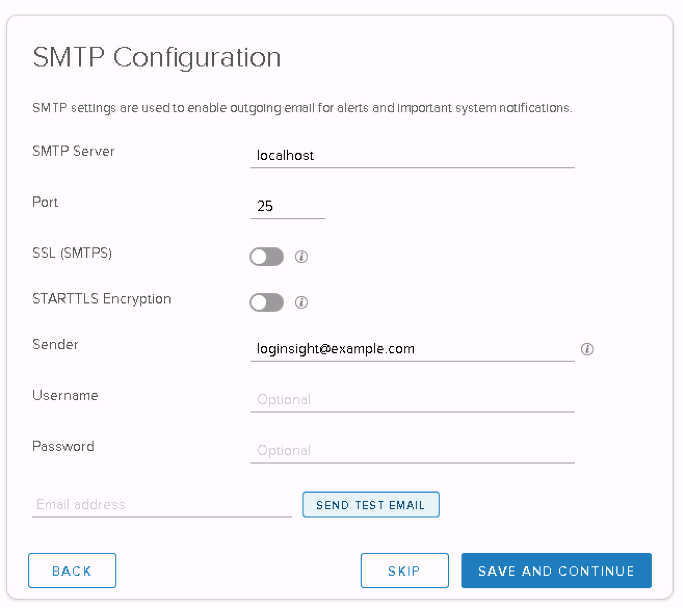 SMTP Configuration
SMTP settings are used to enable outgoing email for alerts and important system notifications.
SMTP Server localhost
Port 25
SSL (SMTPS)
STARTTLS Encryption
Sender loginsight@example.com
Username Optional
Password Optional
Email address SEND TEST EMAIL
BACK SKIP SAVE AND CONTINUE